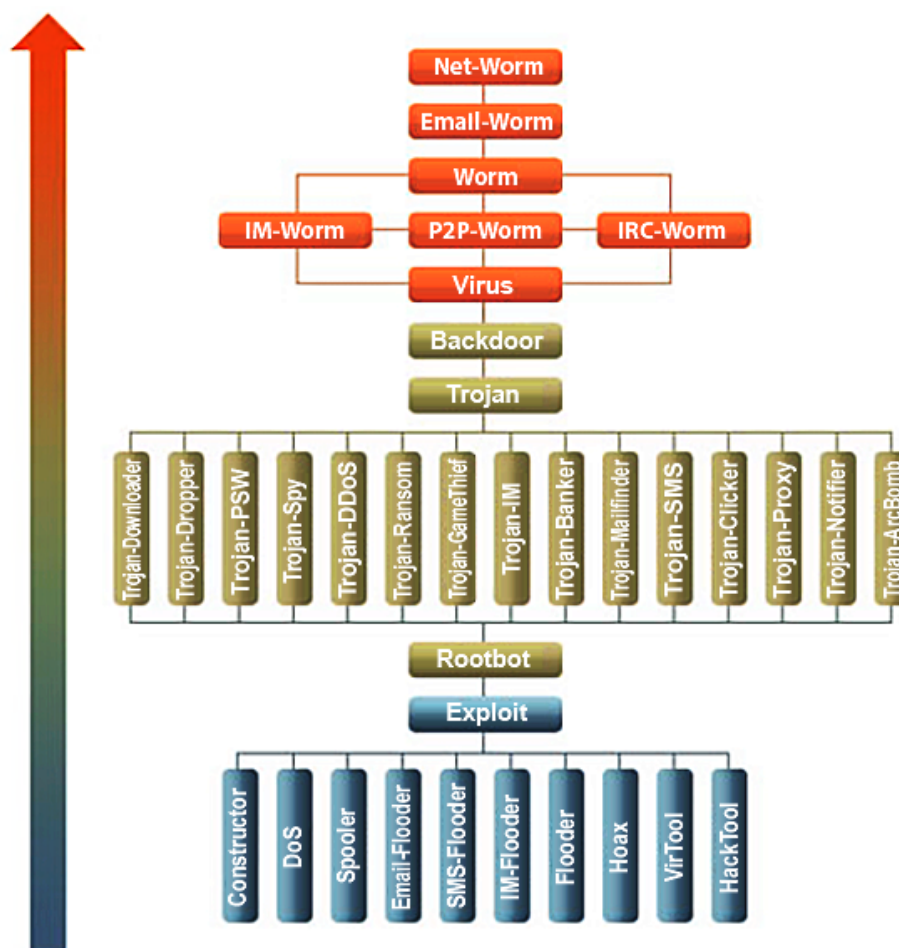 Net-Worm
Email-Worm
Worm
IM-Worm
P2P-Worm
IRC-Worm
Virus
Backdoor
Trojan
Trojan-Downloader
Trojan-Dropper
Trojan-PSW
Trojan-Spy
Trojan-DDoS
Trojan-Ransom
Trojan-GameThief
Trojan-IM
Trojan-Banker
Trojan-Mailfinder
Trojan-SMS
Trojan-Clicker
Trojan-Proxy
Trojan-Notifier
Trojan-ArcBomb
Rootbot
Exploit
Constructor
DoS
Spooler
Email-Flooder
SMS-Flooder
IM-Flooder
Flooder
Hoax
VirTool
HackTool